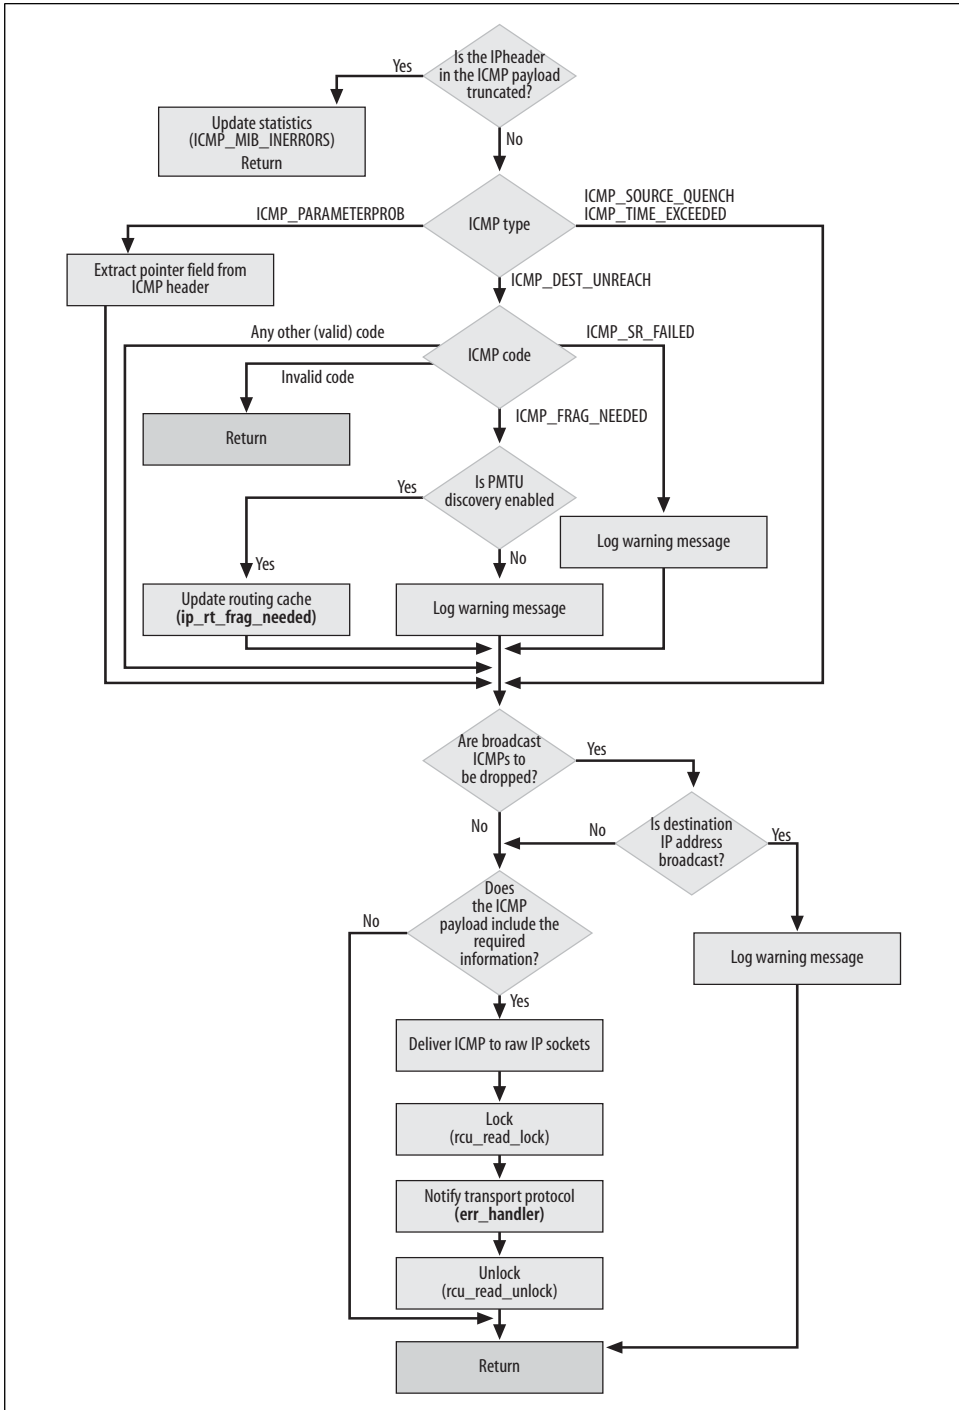 Is the IPheader
in the ICMP payload
truncated?
Yes
Update statistics
(ICMP_MIB_INERRORS)
Return
No
ICMP_PARAMETERPROB
ICMP type
ICMP_SOURCE_QUENCH
ICMP_TIME_EXCEEDED
Extract pointer field from
ICMP header
ICMP_DEST_UNREACH
Any other (valid) code
ICMP code
ICMP_SR_FAILED
Invalid code
Return
ICMP_FRAG_NEEDED
Yes
Is PMTU
discovery enabled
Log warning message
Yes
No
Update routing cache
(ip_rt_frag_needed)
Log warning message
Are broadcast
ICMPs to
be dropped?
Yes
No
No
Is destination
IP address
broadcast?
Yes
Does
the ICMP
payload include the
required
information?
No
Log warning message
Yes
Deliver ICMP to raw IP sockets
Lock
(rcu_read_lock)
Notify transport protocol
(err_handler)
Unlock
(rcu_read_unlock)
Return